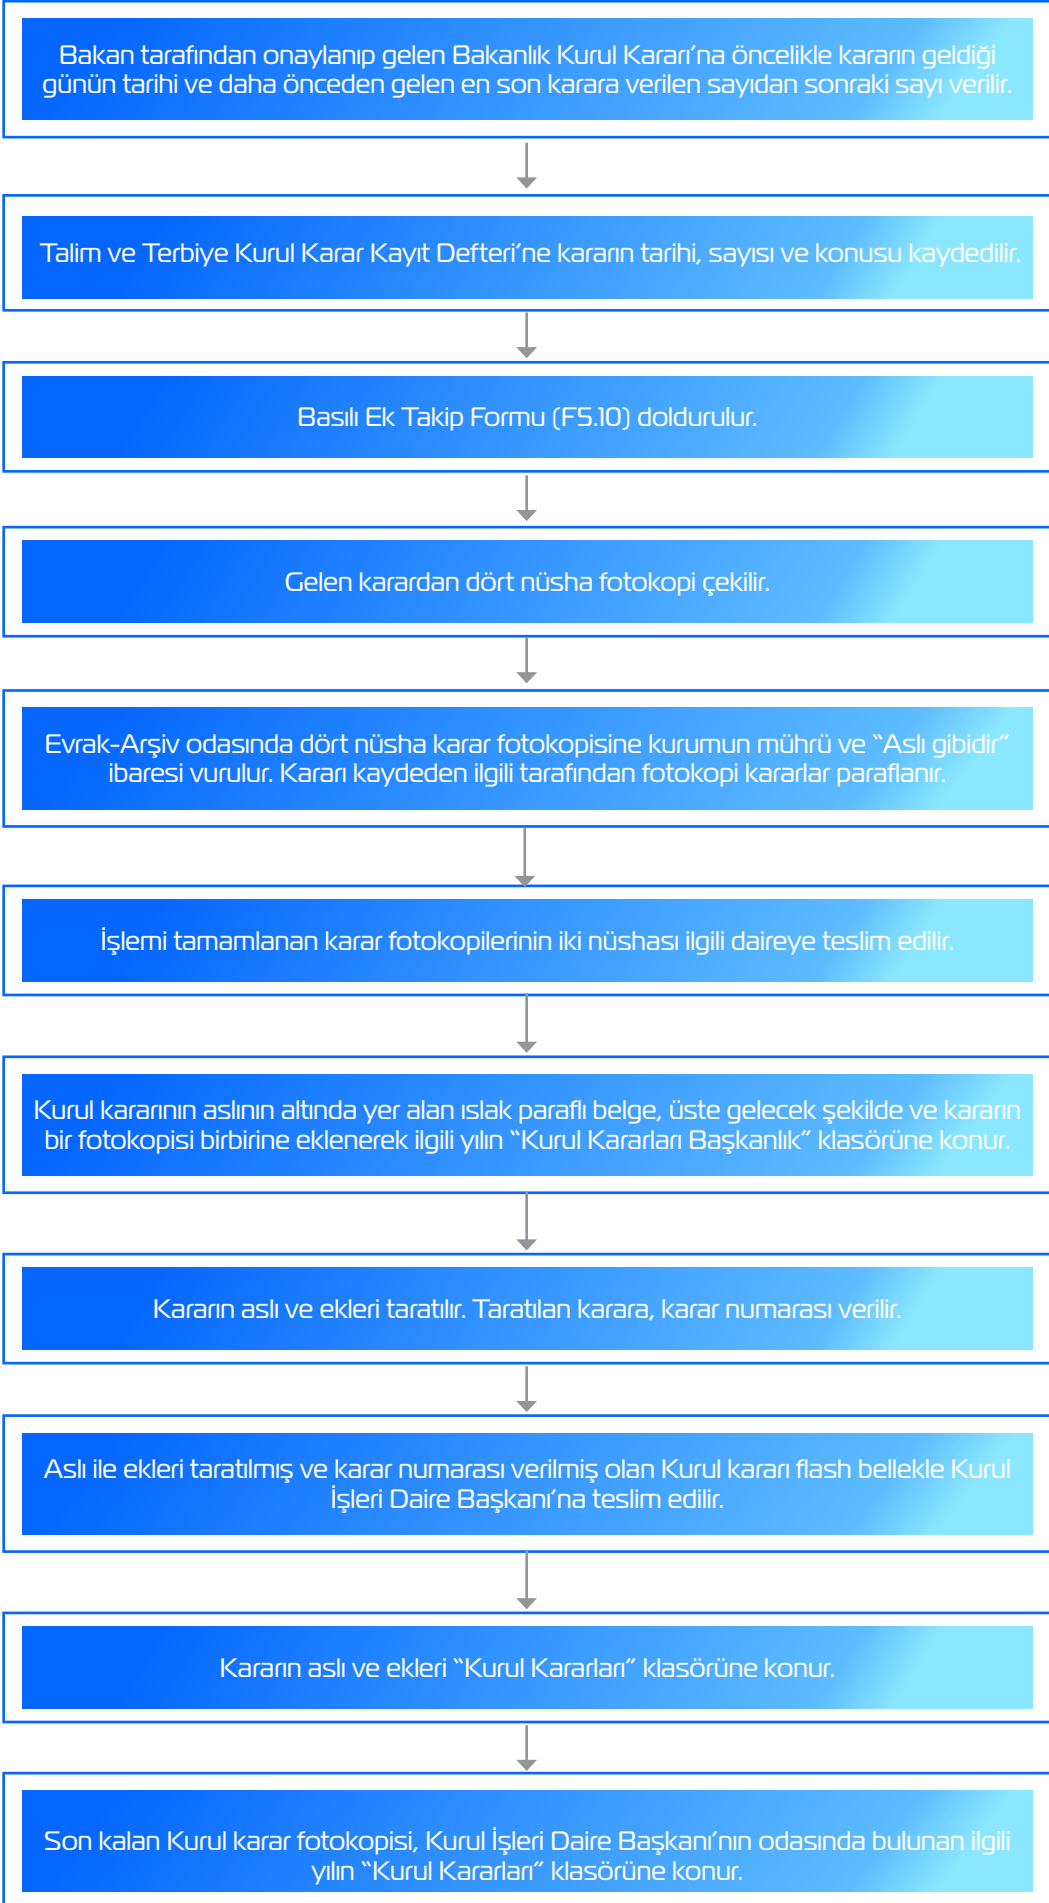 Bakan tarafından onaylanıp gelen Bakanlık Kurul Kararı’na öncelikle kararın geldiği
günün tarihi ve daha önceden gelen en son karara verilen sayıdan sonraki sayı verilir.
Talim ve Terbiye Kurul Karar Kayıt Defteri’ne kararın tarihi, sayısı ve konusu kaydedilir.
Basılı Ek Takip Formu (F5.10) doldurulur.
Gelen karardan dört nüsha fotokopi çekilir.
Evrak-Arşiv odasında dört nüsha karar fotokopisine kurumun mührü ve “Aslı gibidir”
ibaresi vurulur. Kararı kaydeden ilgili tarafından fotokopi kararlar paraflanır.
İşlemi tamamlanan karar fotokopilerinin iki nüshası ilgili daireye teslim edilir.
Kurul kararının aslının altında yer alan ıslak paraflı belge, üste gelecek şekilde ve kararın
bir fotokopisi birbirine eklenerek ilgili yılın “Kurul Kararları Başkanlık” klasörüne konur.
Kararın aslı ve ekleri taratılır. Taratılan karara, karar numarası verilir.
Aslı ile ekleri taratılmış ve karar numarası verilmiş olan Kurul kararı flash bellekle Kurul
İşleri Daire Başkanı’na teslim edilir.
Kararın aslı ve ekleri “Kurul Kararları” klasörüne konur.
Son kalan Kurul karar fotokopisi, Kurul İşleri Daire Başkanı’nın odasında bulunan ilgili
yılın “Kurul Kararları” klasörüne konur.